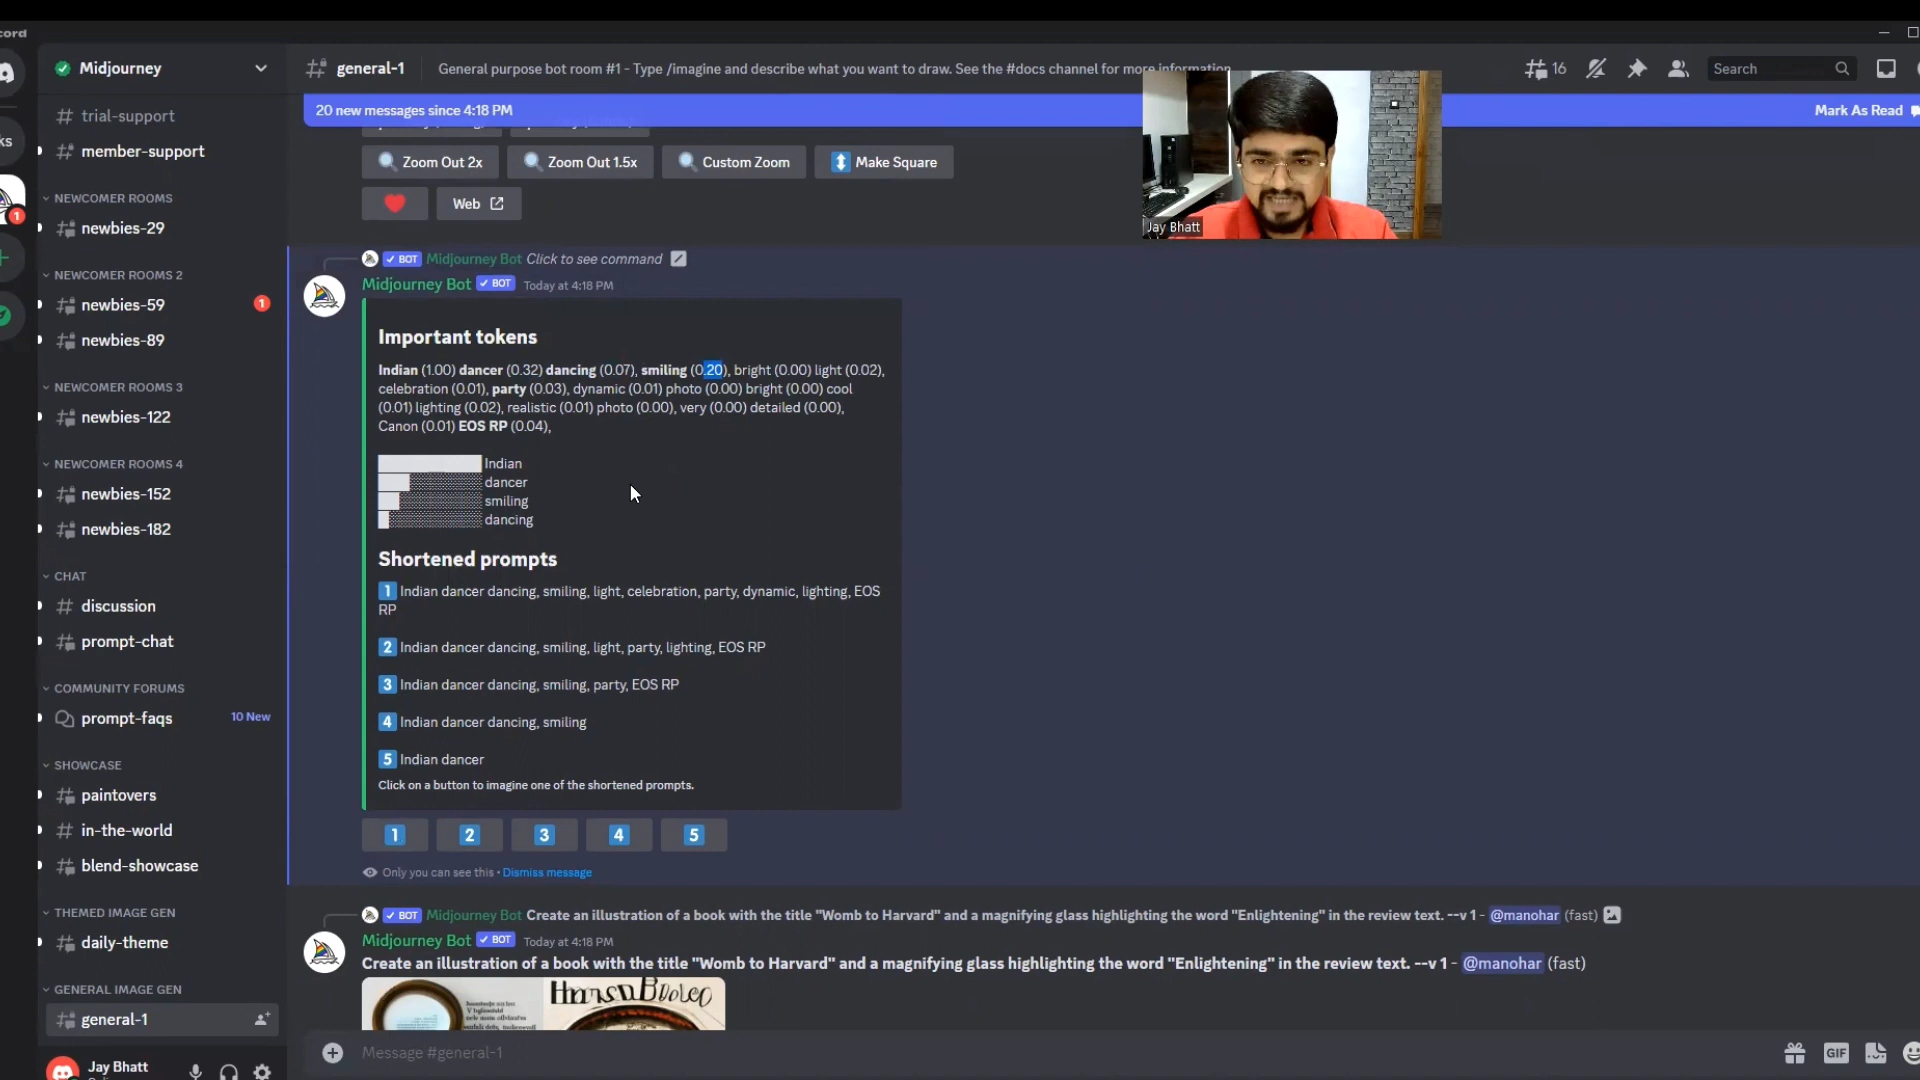 cord
Midjourney
general-1
General purpose bot room #1 - Type /imagine and describe what you want to draw. See the #docs channel for more information
16
Search
20 new messages since 4:18 PM
Mark As Read
ks
1
trial-support
member-support
NEWCOMER ROOMS
newbies-29
NEWCOMER ROOMS 2
newbies-59
1
newbies-89
NEWCOMER ROOMS 3
newbies-122
NEWCOMER ROOMS 4
newbies-152
newbies-182
CHAT
discussion
prompt-chat
COMMUNITY FORUMS
prompt-faqs
10 New
SHOWCASE
paintovers
in-the-world
blend-showcase
THEMED IMAGE GEN
daily-theme
GENERAL IMAGE GEN
general-1
Jay Bhatt
Zoom Out 2x
Zoom Out 1.5x
Custom Zoom
Make Square
Web
Jay Bhatt
BOT Midjourney Bot Click to see command
Midjourney Bot BOT Today at 4:18 PM
Important tokens
Indian (1.00) dancer (0.32) dancing (0.07), smiling (0.20), bright (0.00) light (0.02),
celebration (0.01), party (0.03), dynamic (0.01) photo (0.00) bright (0.00) cool
(0.01) lighting (0.02), realistic (0.01) photo (0.00), very (0.00) detailed (0.00),
Canon (0.01) EOS RP (0.04),
Indian
dancer
smiling
dancing
Shortened prompts
1 Indian dancer dancing, smiling, light, celebration, party, dynamic, lighting, EOS
RP
2 Indian dancer dancing, smiling, light, party, lighting, EOS RP
3 Indian dancer dancing, smiling, party, EOS RP
4 Indian dancer dancing, smiling
5 Indian dancer
Click on a button to imagine one of the shortened prompts.
1 2 3 4 5
Only you can see this • Dismiss message
BOT Midjourney Bot Create an illustration of a book with the title "Womb to Harvard" and a magnifying glass highlighting the word "Enlightening" in the review text. --v 1 - @manohar (fast)
Midjourney Bot BOT Today at 4:18 PM
Create an illustration of a book with the title "Womb to Harvard" and a magnifying glass highlighting the word "Enlightening" in the review text. --v 1 - @manohar (fast)
Message #general-1
GIF